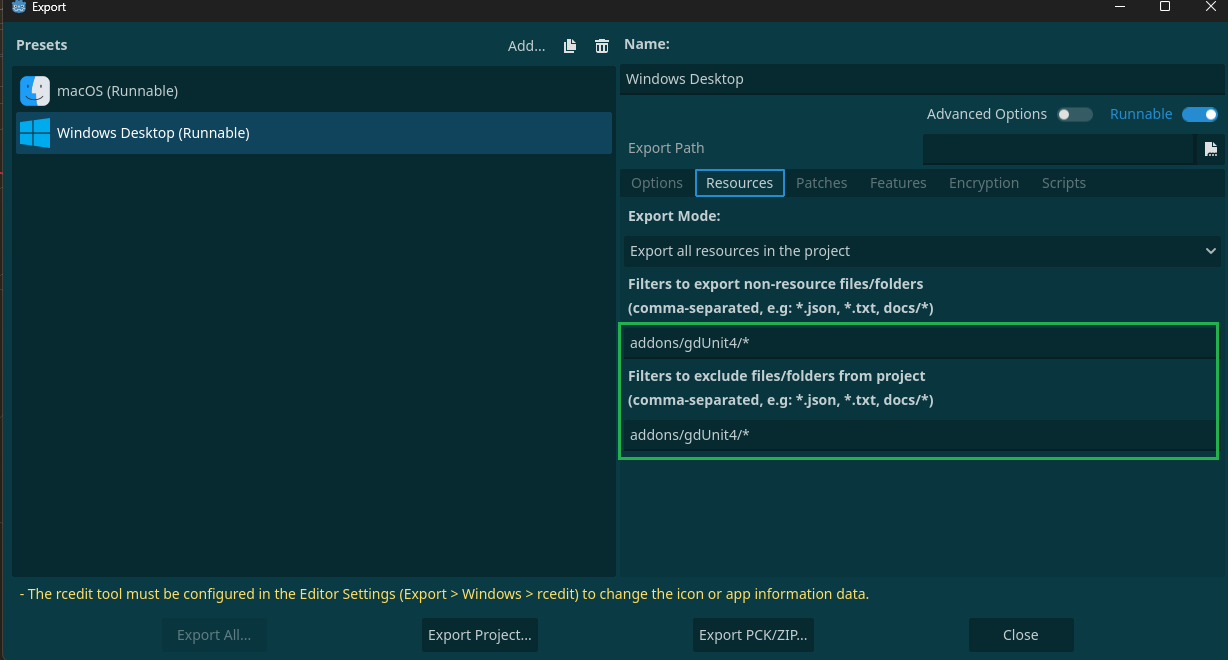 Export
Presets
Add...
Name:
macOS (Runnable)
Windows Desktop (Runnable)
Windows Desktop
Advanced Options
Runnable
Export Path
Options
Resources
Patches
Features
Encryption
Scripts
Export Mode:
Export all resources in the project
Filters to export non-resource files/folders
(comma-separated, e.g: *.json, *.txt, docs/*)
addons/gdUnit4/*
Filters to exclude files/folders from project
(comma-separated, e.g: *.json, *.txt, docs/*)
addons/gdUnit4/*
- The rcedit tool must be configured in the Editor Settings (Export > Windows > rcedit) to change the icon or app information data.
Export All...
Export Project...
Export PCK/ZIP...
Close